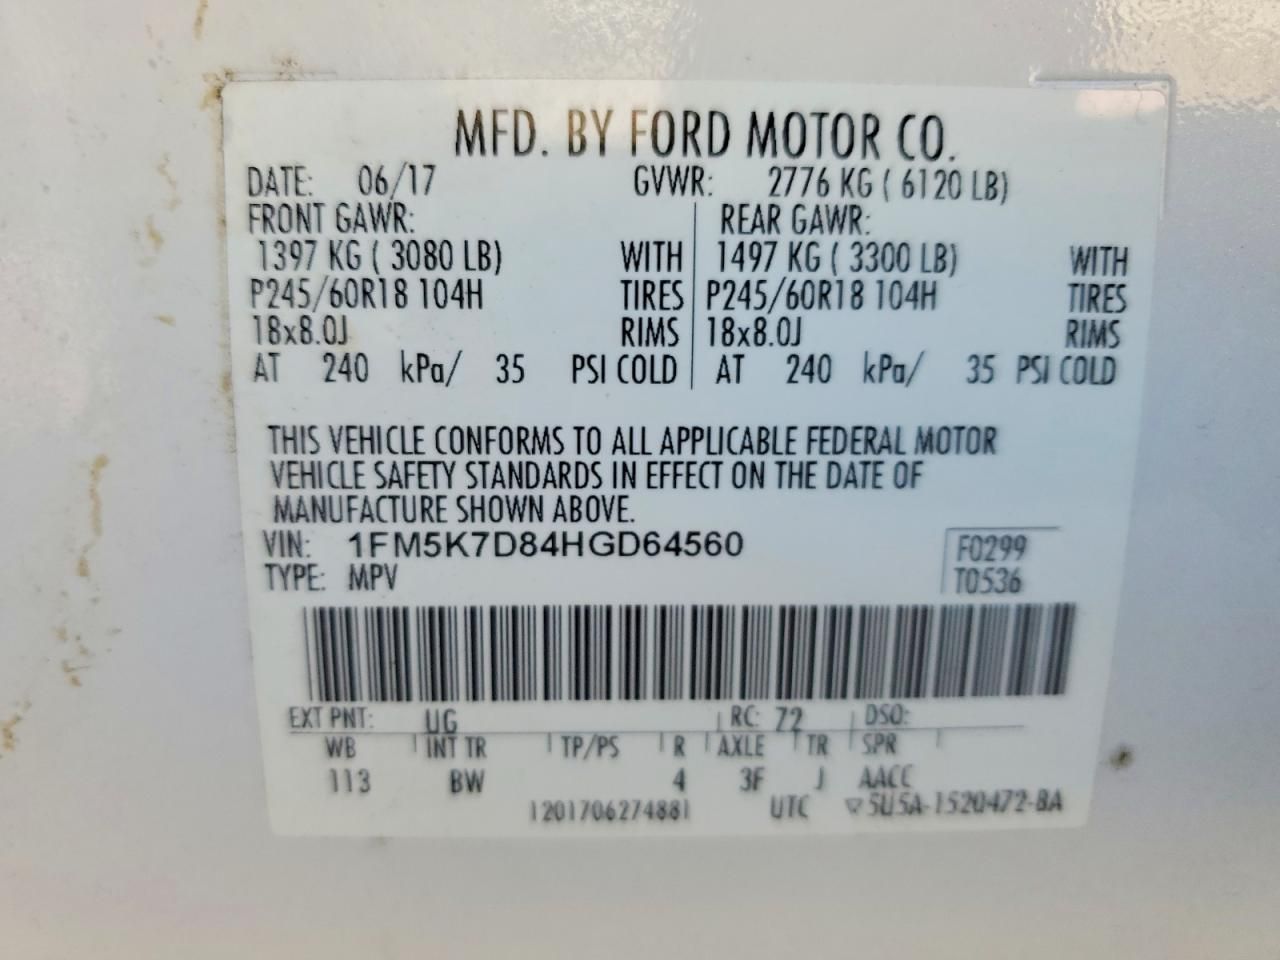 MFD. BY FORD MOTOR CO.
DATE: 06/17 GVWR: 2776 KG ( 6120 LB)
FRONT GAWR: REAR GAWR:
1397 KG ( 3080 LB) WITH 1497 KG ( 3300 LB) WITH
P245/60R18 104H TIRES P245/60R18 104H TIRES
18x8.0J RIMS 18x8.0J RIMS
AT 240 kPa/ 35 PSI COLD AT 240 kPa/ 35 PSI COLD
THIS VEHICLE CONFORMS TO ALL APPLICABLE FEDERAL MOTOR
VEHICLE SAFETY STANDARDS IN EFFECT ON THE DATE OF
MANUFACTURE SHOWN ABOVE.
VIN: 1FM5K7D84HGD64560 F0299
TYPE: MPV T0536
EXT PNT: UG RC: 72 DSO:
WB INT TR TP/PS R AXLE TR SPR
113 BW 4 3F J AACC
1201706274881 UTC 5U5A-1520472-BA